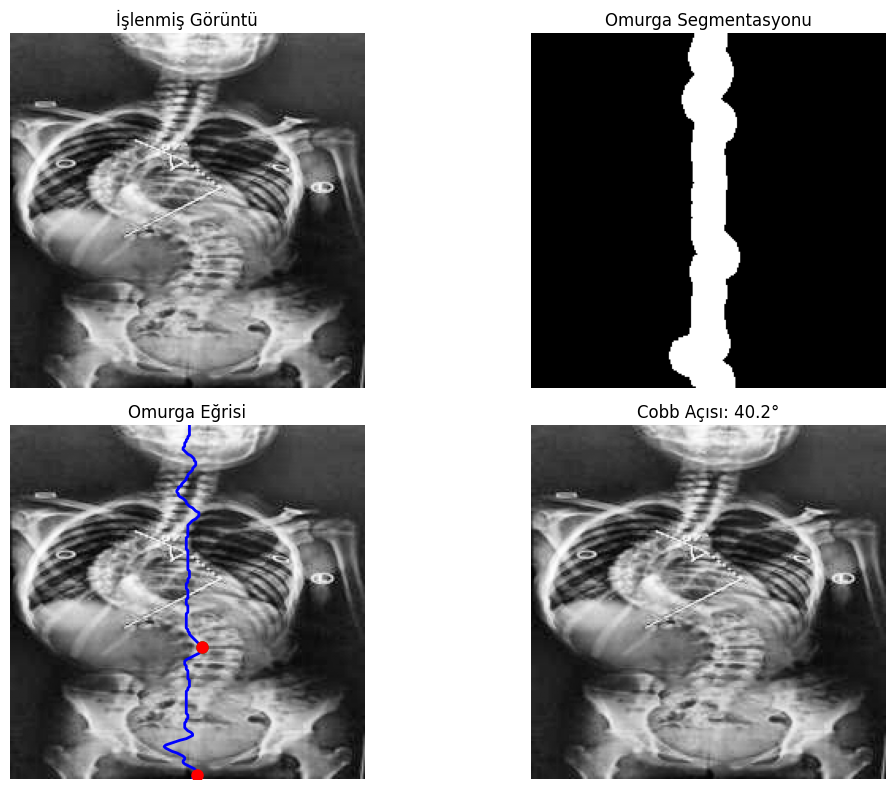 İşlenmiş Görüntü
Omurga Segmentasyonu
Omurga Eğrisi
Cobb Açısı: 40.2°